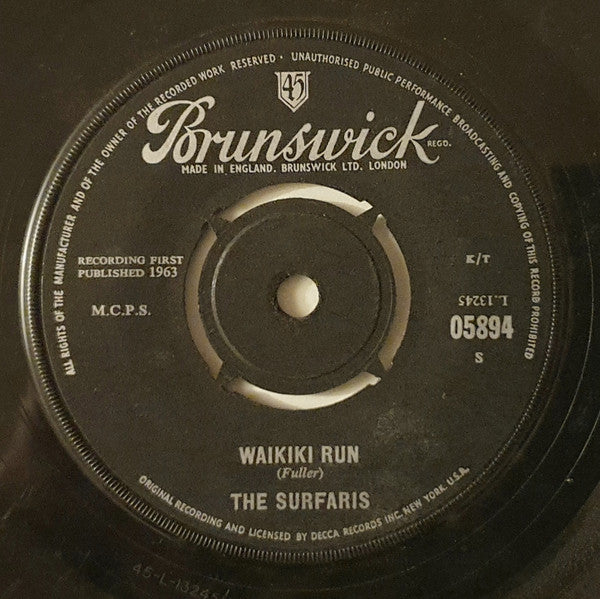 ALL RIGHTS OF THE MANUFACTURER AND OF THE OWNER OF THE RECORDED WORK RESERVED · UNAUTHORISED PUBLIC PERFORMANCE BROADCASTING AND COPYING OF THIS RECORD PROHIBITED
45
Brunswick
REGD.
MADE IN ENGLAND. BRUNSWICK LTD. LONDON
RECORDING FIRST
PUBLISHED 1963
K/T
M.C.P.S.
L.13245
05894
S
WAIKIKI RUN
(Fuller)
THE SURFARIS
ORIGINAL RECORDING AND LICENSED BY DECCA RECORDS INC, NEW YORK. U.S.A.
45-L-13245